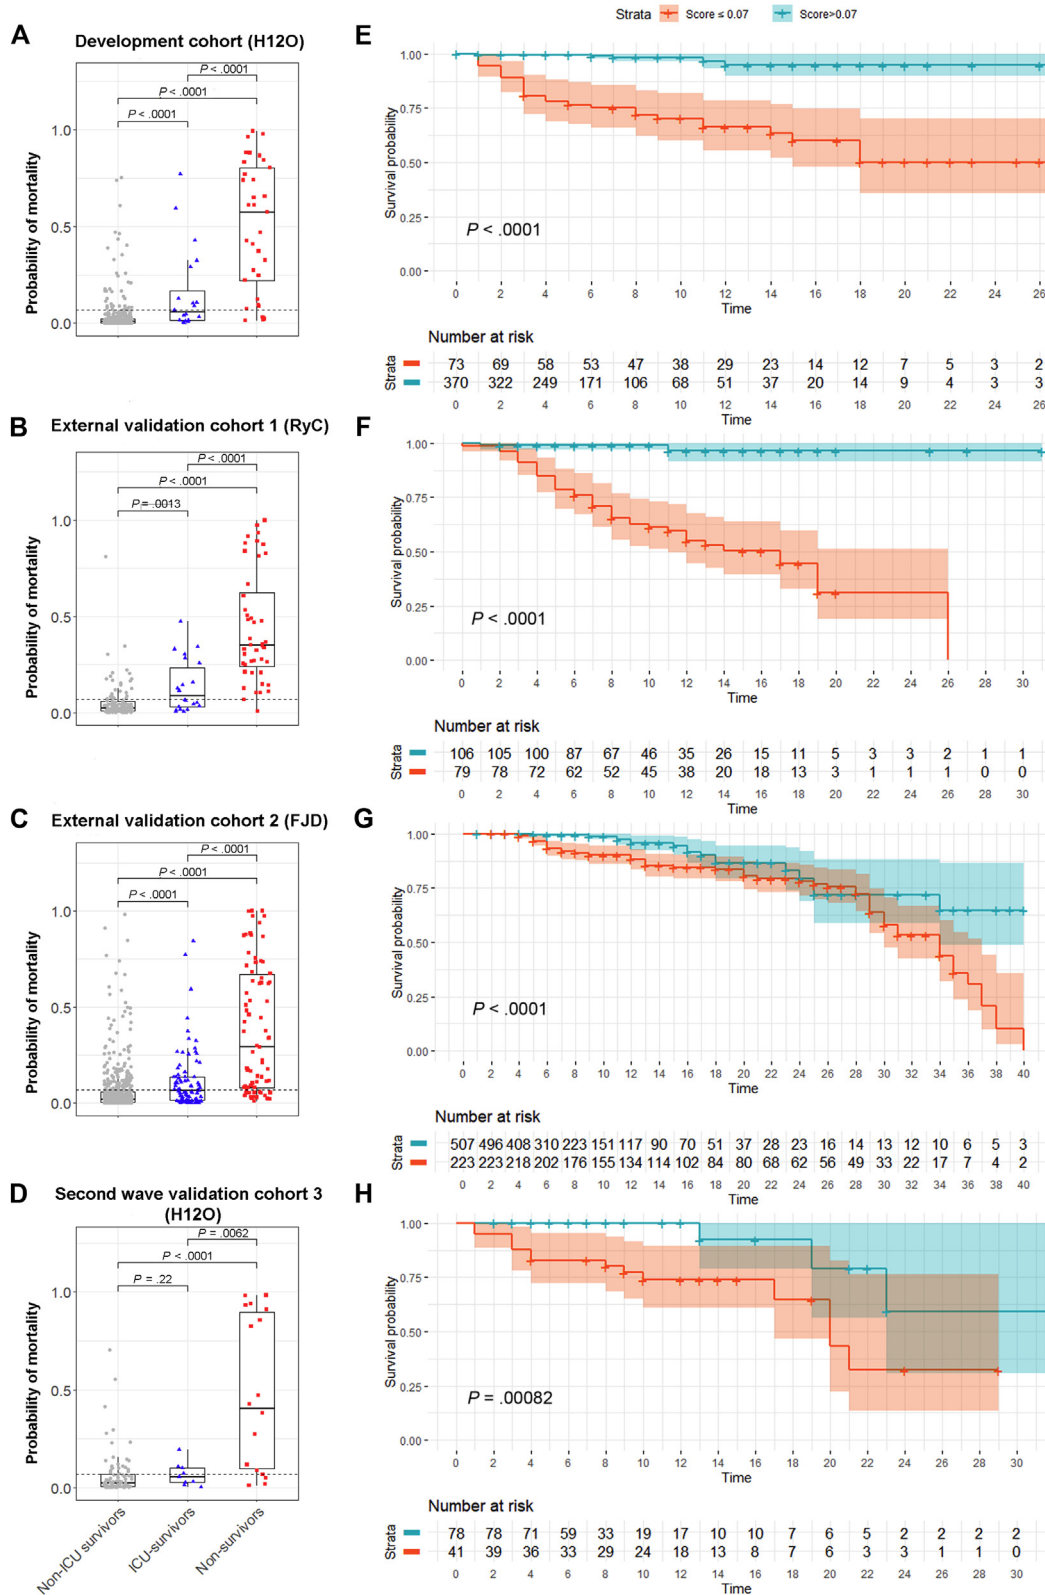 Strata Score ≤ 0.07 Score>0.07
A Development cohort (H12O)
P < .0001
P < .0001
P < .0001
Probability of mortality
1.0
0.5
0.0
E
Survival probability
1.00
0.75
0.50
0.25
0.00
P < .0001
0 2 4 6 8 10 12 14 16 18 20 22 24 26
Time
Number at risk
Strata
73 69 58 53 47 38 29 23 14 12 7 5 3 2
370 322 249 171 106 68 51 37 20 14 9 4 3 3
0 2 4 6 8 10 12 14 16 18 20 22 24 26
Time
B External validation cohort 1 (RyC)
P < .0001
P < .0001
P = .0013
Probability of mortality
1.0
0.5
0.0
F
Survival probability
1.00
0.75
0.50
0.25
0.00
P < .0001
0 2 4 6 8 10 12 14 16 18 20 22 24 26 28 30
Time
Number at risk
Strata
106 105 100 87 67 46 35 26 15 11 5 3 3 2 1 1
79 78 72 62 52 45 38 20 18 13 3 1 1 1 0 0
0 2 4 6 8 10 12 14 16 18 20 22 24 26 28 30
Time
C External validation cohort 2 (FJD)
P < .0001
P < .0001
P < .0001
Probability of mortality
1.0
0.5
0.0
G
Survival probability
1.00
0.75
0.50
0.25
0.00
P < .0001
0 2 4 6 8 10 12 14 16 18 20 22 24 26 28 30 32 34 36 38 40
Time
Number at risk
Strata
507 496 408 310 223 151 117 90 70 51 37 28 23 16 14 13 12 10 6 5 3
223 223 218 202 176 155 134 114 102 84 80 68 62 56 49 33 22 17 7 4 2
0 2 4 6 8 10 12 14 16 18 20 22 24 26 28 30 32 34 36 38 40
Time
D Second wave validation cohort 3
(H12O)
P = .0062
P < .0001
P = .22
Probability of mortality
1.0
0.5
0.0
Non-ICU survivors
ICU-survivors
Non-survivors
H
Survival probability
1.00
0.75
0.50
0.25
0.00
P = .00082
0 2 4 6 8 10 12 14 16 18 20 22 24 26 28 30
Time
Number at risk
Strata
78 78 71 59 33 19 17 10 10 7 6 5 2 2 2 2
41 39 36 33 29 24 18 13 8 7 6 3 3 1 1 0
0 2 4 6 8 10 12 14 16 18 20 22 24 26 28 30
Time